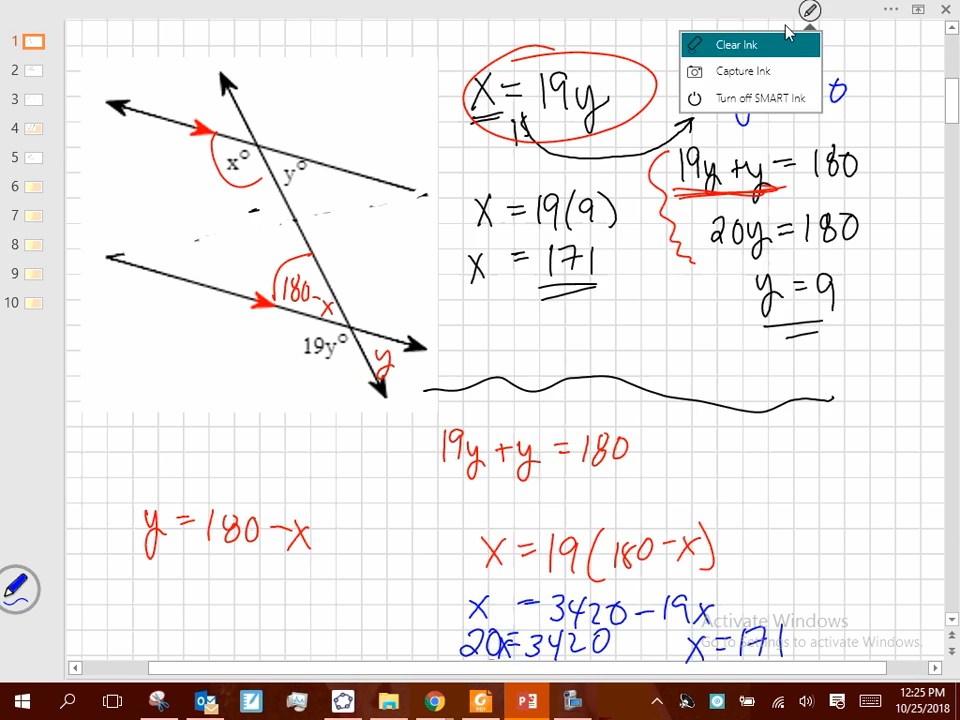 1
2
3
4
5
6
7
8
9
10
Clear Ink
Capture Ink
Turn off SMART Ink
x = 19y
19y + y = 180
20y = 180
y = 9
x = 19(9)
x = 171
x°
y°
180-x
19y°
y
19y + y = 180
y = 180 - x
x = 19(180 - x)
x = 3420 - 19x
20x = 3420
x = 171
Activate Windows
Go to Settings to activate Windows.
12:25 PM
10/25/2018